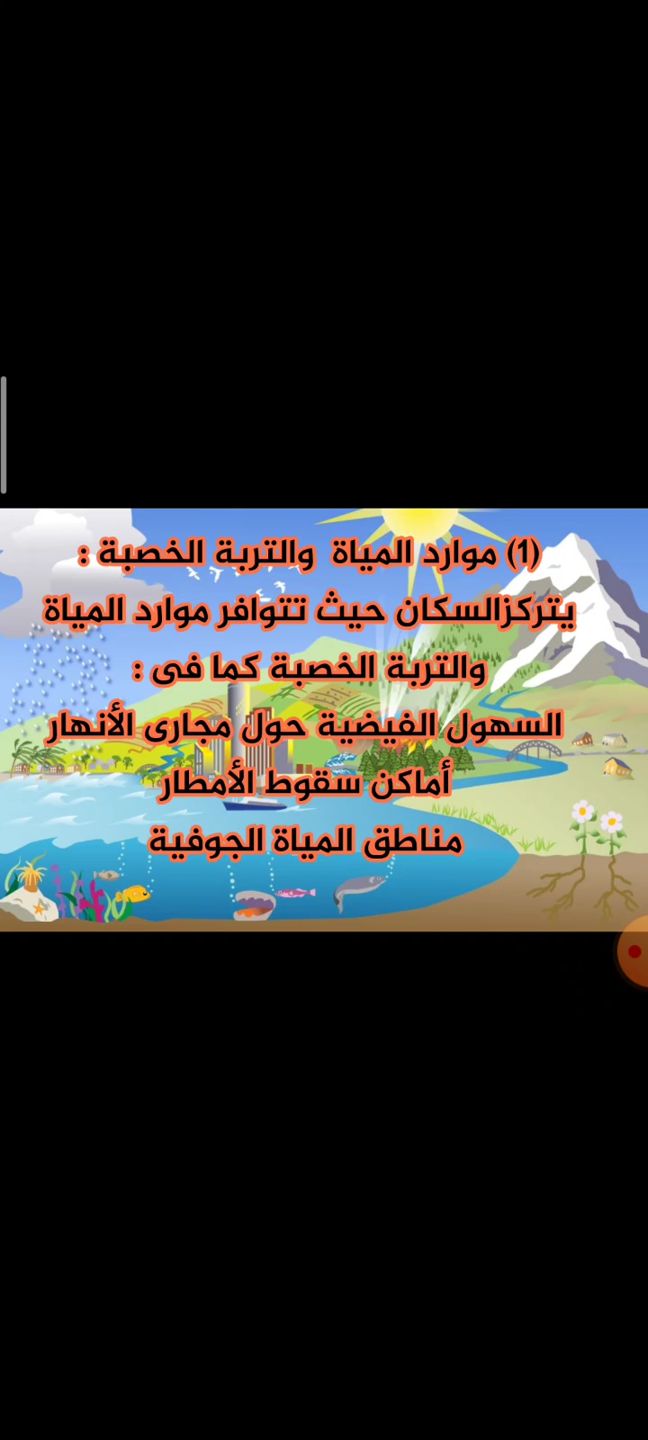 (1) موارد المياة والتربة الخصبة :
يتركزالسكان حيث تتوافر موارد المياة
والتربة الخصبة كما فى :
السهول الفيضية حول مجارى الأنهار
أماكن سقوط الأمطار
مناطق المياة الجوفية